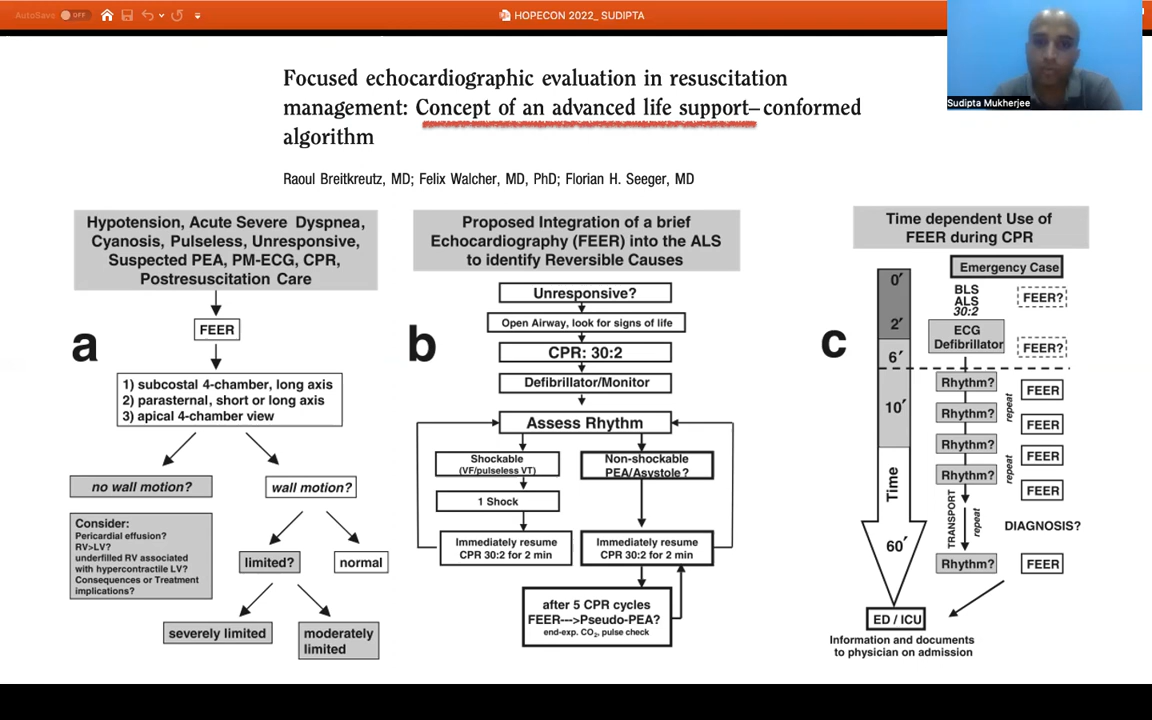 AutoSave OFF
HOPECON 2022_ SUDIPTA
Sudipta Mukherjee
Focused echocardiographic evaluation in resuscitation
management: Concept of an advanced life support–conformed
algorithm
Raoul Breitkreutz, MD; Felix Walcher, MD, PhD; Florian H. Seeger, MD
Hypotension, Acute Severe Dyspnea,
Cyanosis, Pulseless, Unresponsive,
Suspected PEA, PM-ECG, CPR,
Postresuscitation Care
FEER
a
1) subcostal 4-chamber, long axis
2) parasternal, short or long axis
3) apical 4-chamber view
no wall motion?
wall motion?
Consider:
Pericardial effusion?
RV>LV?
underfilled RV associated
with hypercontractile LV?
Consequences or Treatment
implications?
limited?
normal
severely limited
moderately
limited
Proposed Integration of a brief
Echocardiography (FEER) into the ALS
to identify Reversible Causes
b
Unresponsive?
Open Airway, look for signs of life
CPR: 30:2
Defibrillator/Monitor
Assess Rhythm
Shockable
(VF/pulseless VT)
Non-shockable
PEA/Asystole?
1 Shock
Immediately resume
CPR 30:2 for 2 min
Immediately resume
CPR 30:2 for 2 min
after 5 CPR cycles
FEER--->Pseudo-PEA?
end-exp. CO₂, pulse check
Time dependent Use of
FEER during CPR
c
Emergency Case
0′
BLS
ALS
30:2
FEER?
2′
ECG
Defibrillator
FEER?
6′
Rhythm?
FEER
10′
Rhythm?
repeat
FEER
Rhythm?
FEER
Time
Rhythm?
repeat
FEER
TRANSPORT
repeat
DIAGNOSIS?
60′
Rhythm?
FEER
ED / ICU
Information and documents
to physician on admission